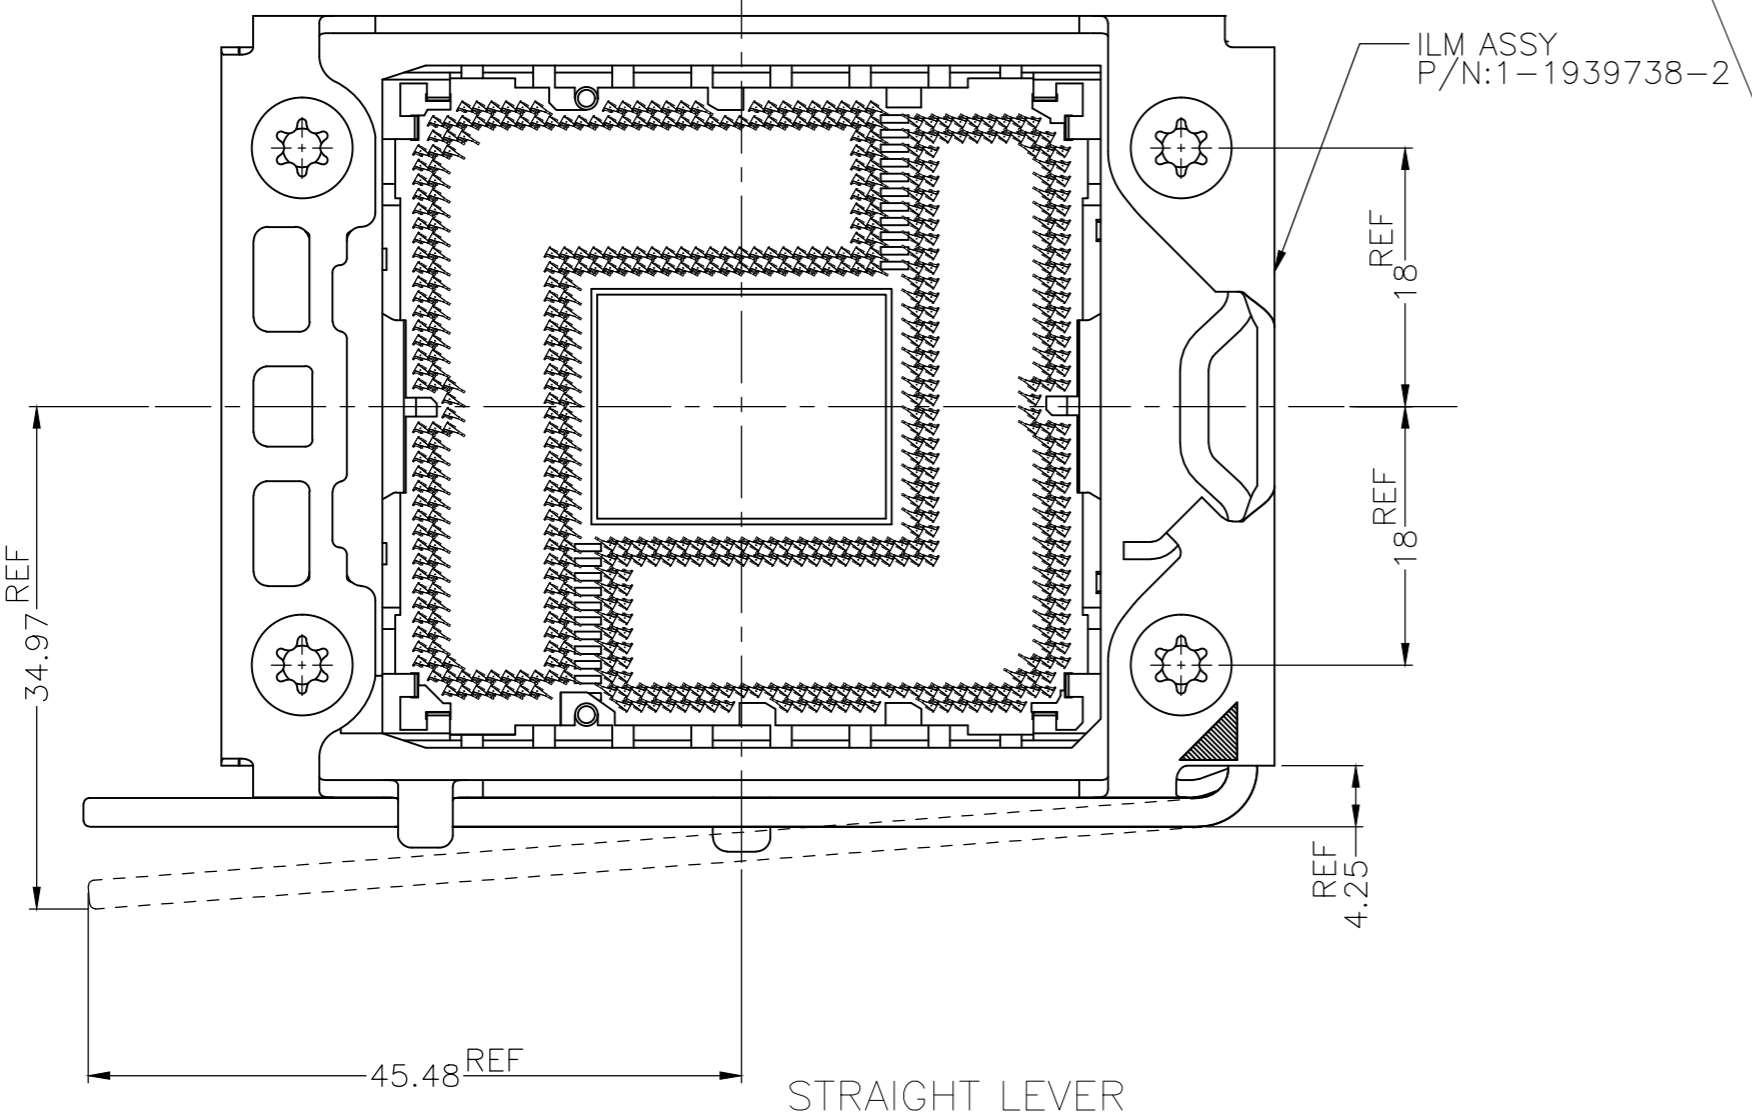 ILM ASSY
P/N:1-1939738-2
18 REF
18 REF
34.97 REF
4.25 REF
45.48 REF
STRAIGHT LEVER